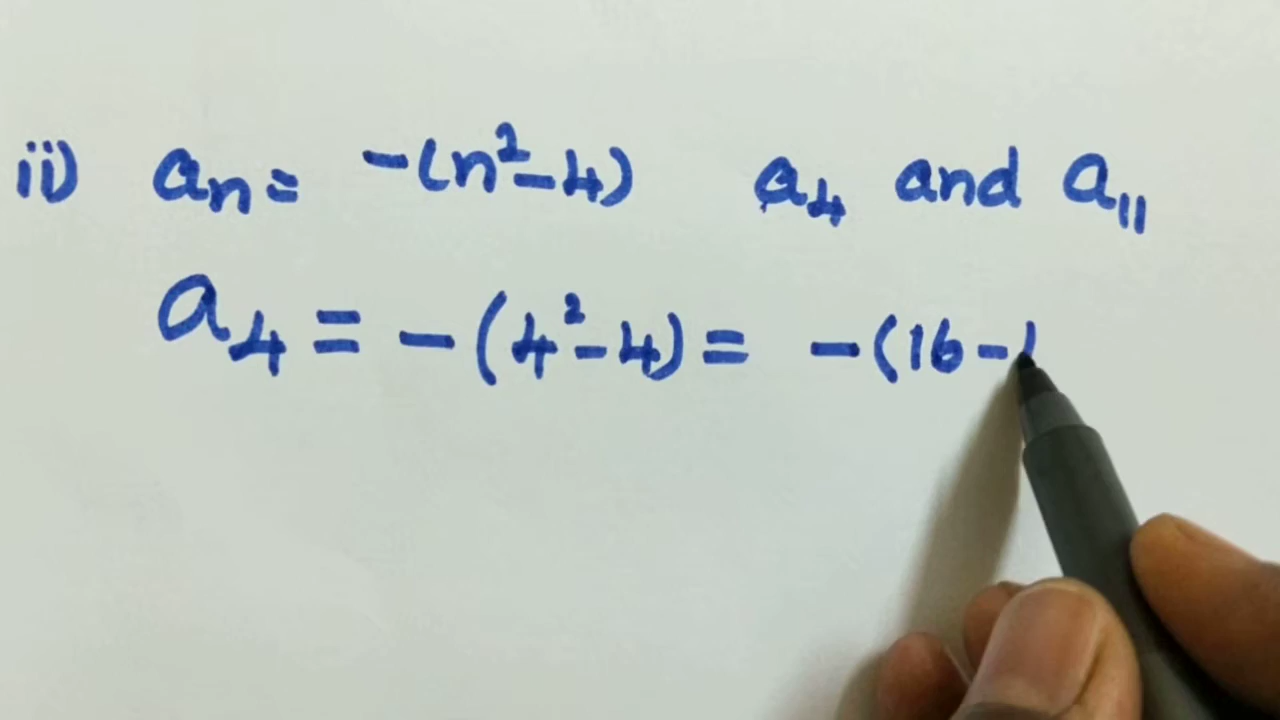 ii) aₙ = -(n²-4) a₄ and a₁₁
a₄ = -(4²-4) = -(16-